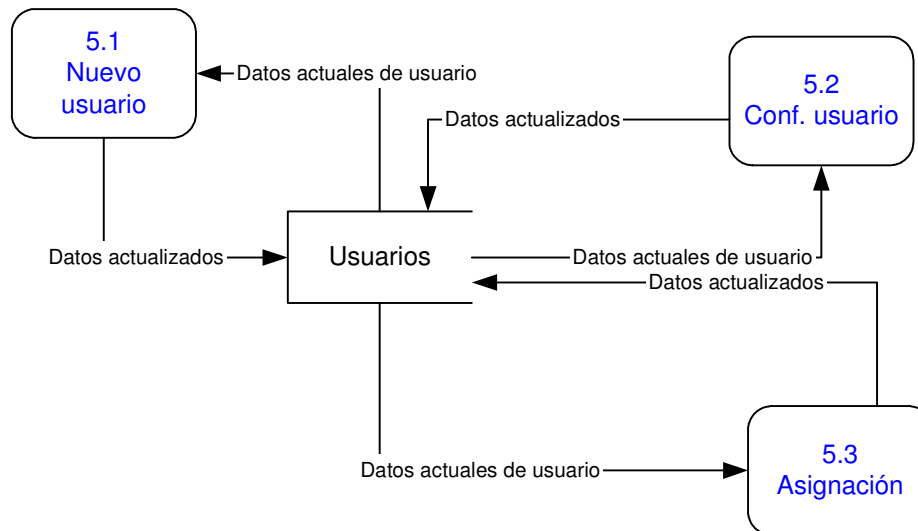 5.1
Nuevo
usuario
Datos actuales de usuario
5.2
Conf. usuario
Datos actualizados
Datos actualizados
Usuarios
Datos actuales de usuario
Datos actualizados
Datos actuales de usuario
5.3
Asignación